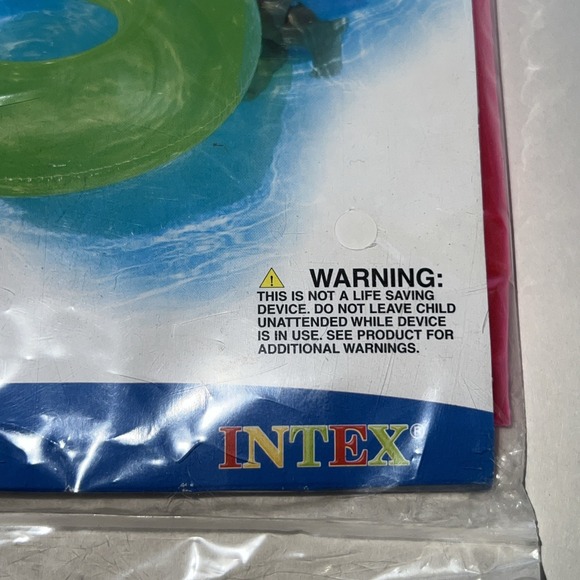 WARNING:
THIS IS NOT A LIFE SAVING
DEVICE. DO NOT LEAVE CHILD
UNATTENDED WHILE DEVICE
IS IN USE. SEE PRODUCT FOR
ADDITIONAL WARNINGS.
INTEX®